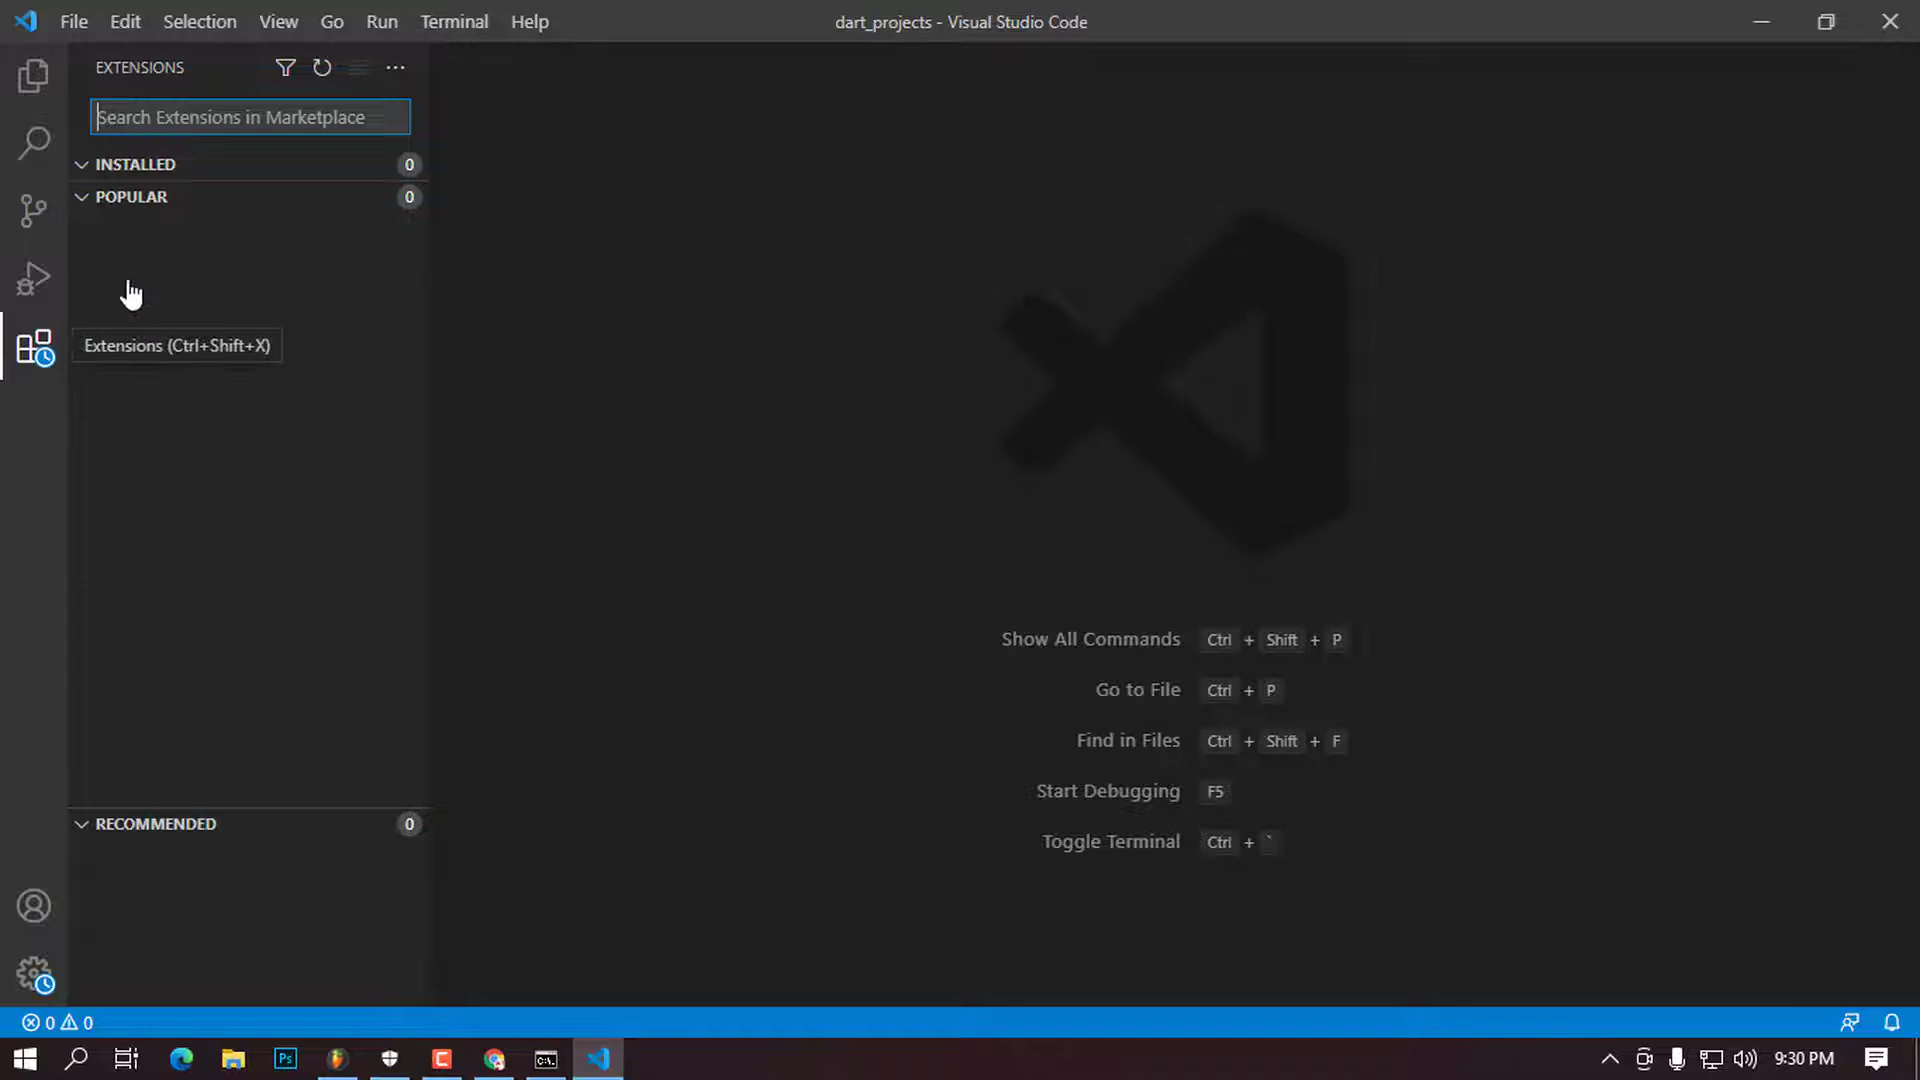 File Edit Selection View Go Run Terminal Help
dart_projects - Visual Studio Code
EXTENSIONS
Search Extensions in Marketplace
INSTALLED 0
POPULAR 0
Extensions (Ctrl+Shift+X)
Show All Commands Ctrl + Shift + P
Go to File Ctrl + P
Find in Files Ctrl + Shift + F
Start Debugging F5
Toggle Terminal Ctrl + `
RECOMMENDED 0
0 0
Ps
C:\.
9:30 PM